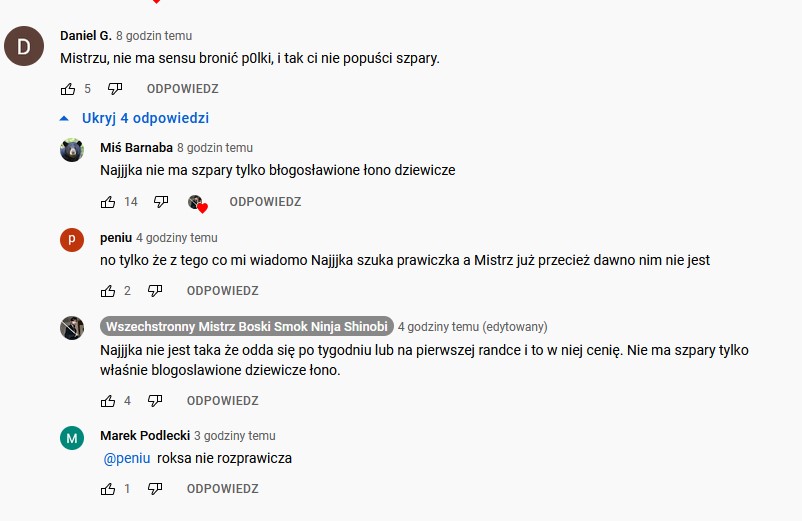 D
Daniel G. 8 godzin temu
Mistrzu, nie ma sensu bronić p0lki, i tak ci nie popuści szpary.
5 ODPOWIEDZ
Ukryj 4 odpowiedzi
Miś Barnaba 8 godzin temu
Najjjka nie ma szpary tylko błogosławione łono dziewicze
14 ODPOWIEDZ
p
peniu 4 godziny temu
no tylko że z tego co mi wiadomo Najjjka szuka prawiczka a Mistrz już przecież dawno nim nie jest
2 ODPOWIEDZ
Wszechstronny Mistrz Boski Smok Ninja Shinobi 4 godziny temu (edytowany)
Najjjka nie jest taka że odda się po tygodniu lub na pierwszej randce i to w niej cenię. Nie ma szpary tylko
właśnie blogoslawione dziewicze łono.
4 ODPOWIEDZ
M
Marek Podlecki 3 godziny temu
@peniu roksa nie rozprawicza
1 ODPOWIEDZ